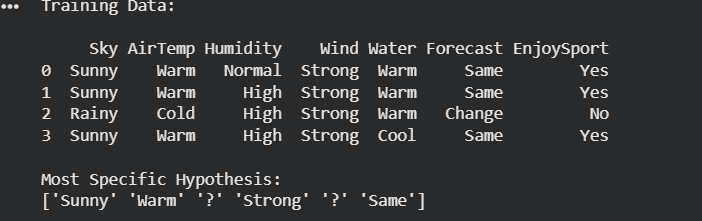 Training Data:
Sky AirTemp Humidity Wind Water Forecast EnjoySport
0 Sunny Warm Normal Strong Warm Same Yes
1 Sunny Warm High Strong Warm Same Yes
2 Rainy Cold High Strong Warm Change No
3 Sunny Warm High Strong Cool Same Yes
Most Specific Hypothesis:
['Sunny' 'Warm' '?' 'Strong' '?' 'Same']